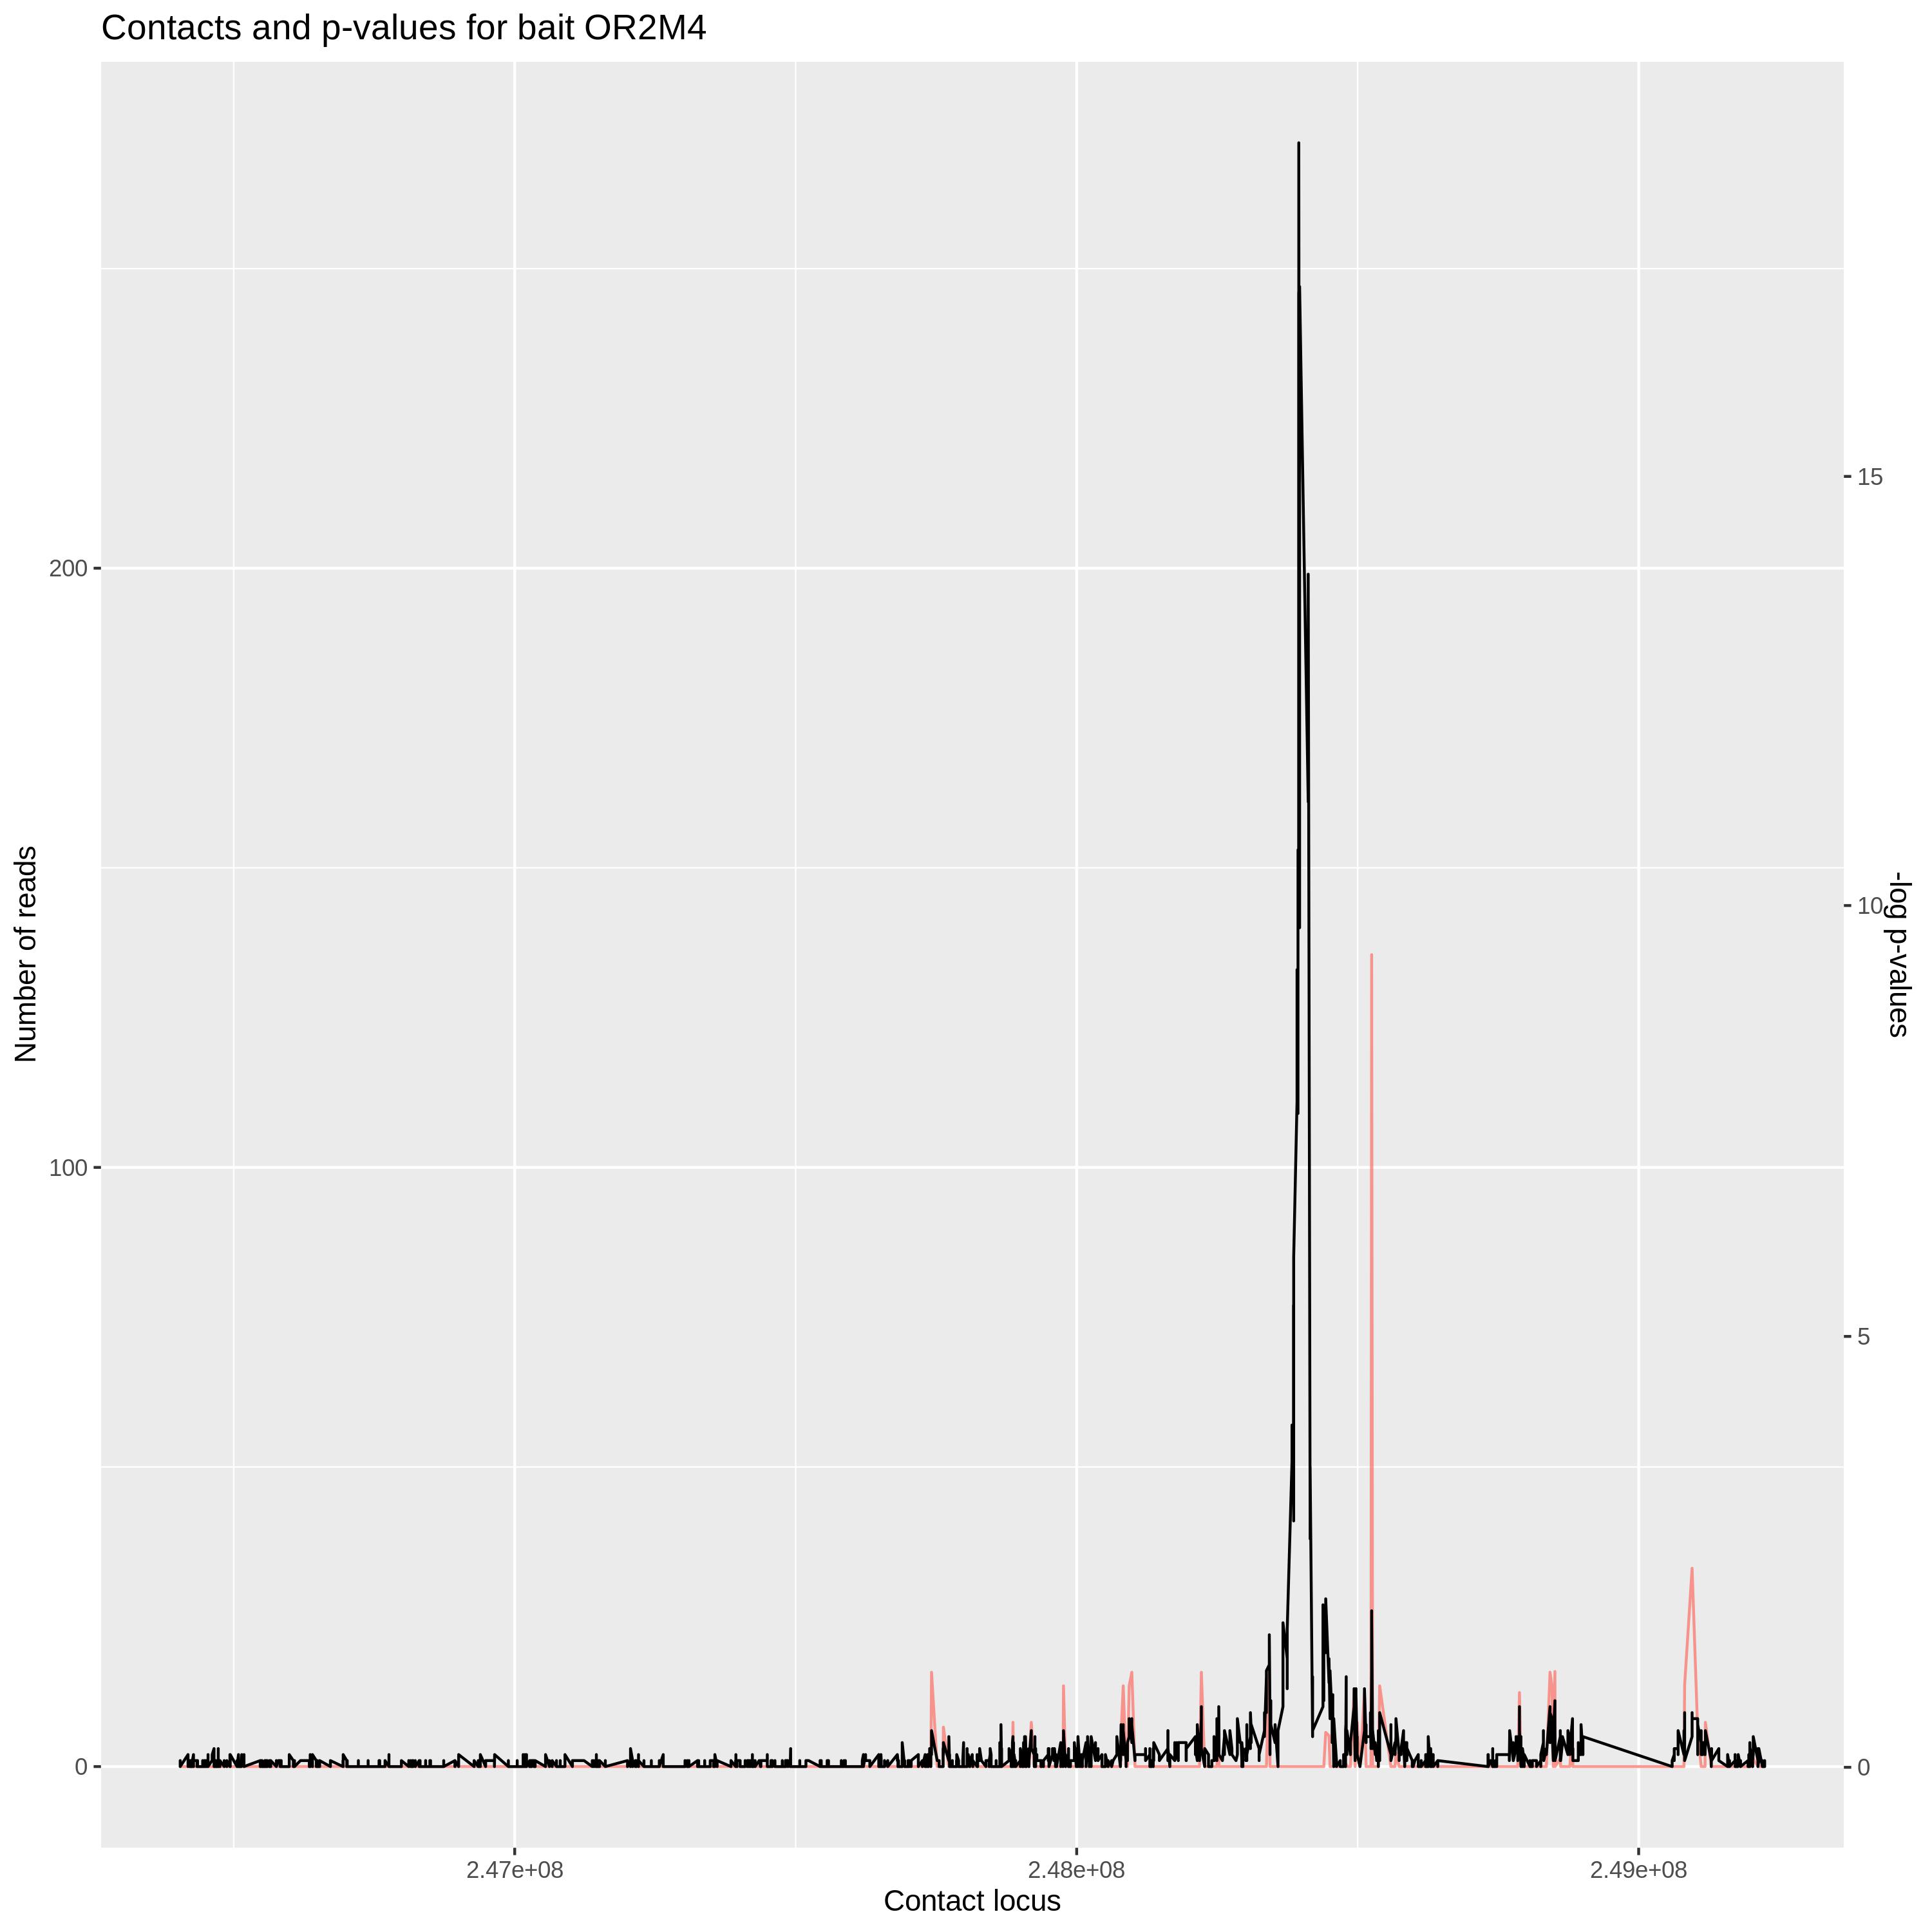 Contacts and p-values for bait OR2M4
Number of reads
200
100
0
15
10
5
0
-log p-values
2.47e+08
2.48e+08
2.49e+08
Contact locus